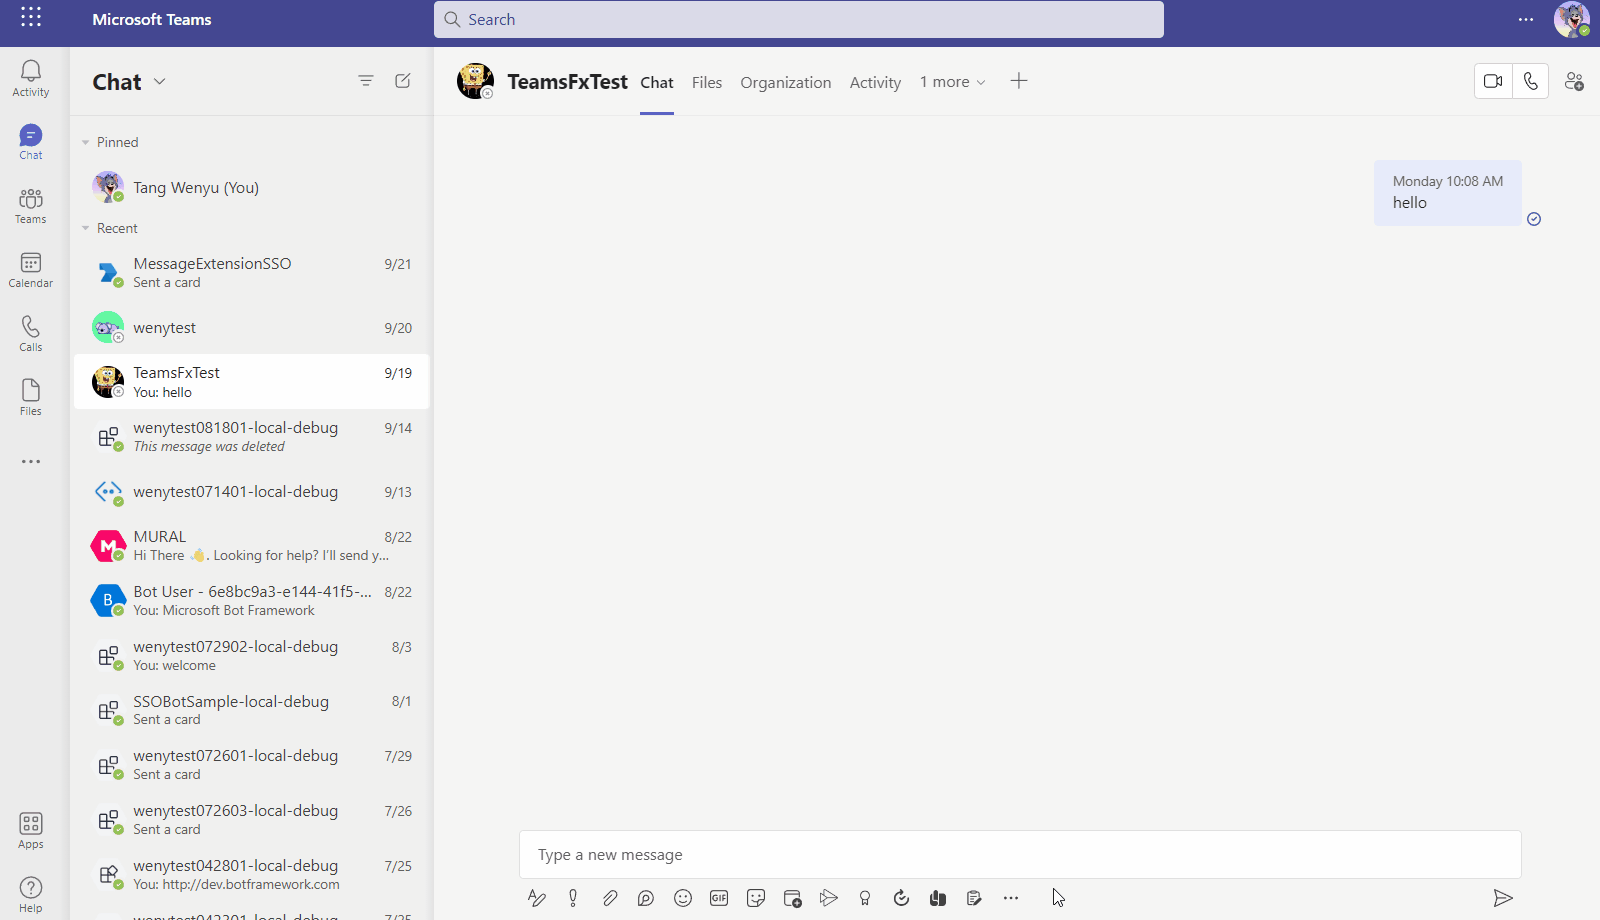 Microsoft Teams
Search
Activity
Chat
Teams
Calendar
Calls
Files
Apps
Help
Chat
Pinned
Tang Wenyu (You)
Recent
MessageExtensionSSO 9/21
Sent a card
wenytest 9/20
TeamsFxTest 9/19
You: hello
wenytest081801-local-debug 9/14
This message was deleted
wenytest071401-local-debug 9/13
M
MURAL 8/22
Hi There 👋. Looking for help? I'll send y...
B
Bot User - 6e8bc9a3-e144-41f5-... 8/22
You: Microsoft Bot Framework
wenytest072902-local-debug 8/3
You: welcome
SSOBotSample-local-debug 8/1
Sent a card
wenytest072601-local-debug 7/29
Sent a card
wenytest072603-local-debug 7/26
Sent a card
wenytest042801-local-debug 7/25
You: http://dev.botframework.com
TeamsFxTest Chat Files Organization Activity 1 more
Monday 10:08 AM
hello
Type a new message
GIF